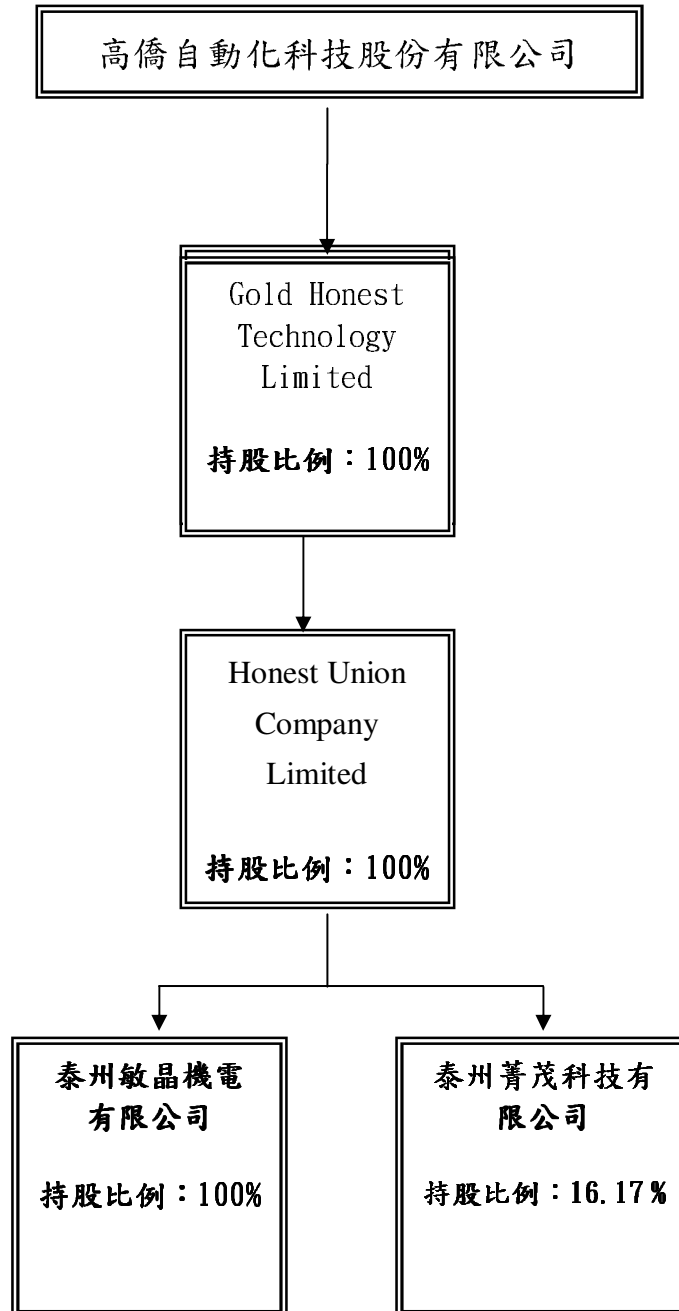 高僑自動化科技股份有限公司
Gold Honest
Technology
Limited
持股比例：100%
Honest Union
Company
Limited
持股比例：100%
泰州敏晶機電
有限公司
持股比例：100%
泰州菁茂科技有
限公司
持股比例：16.17%